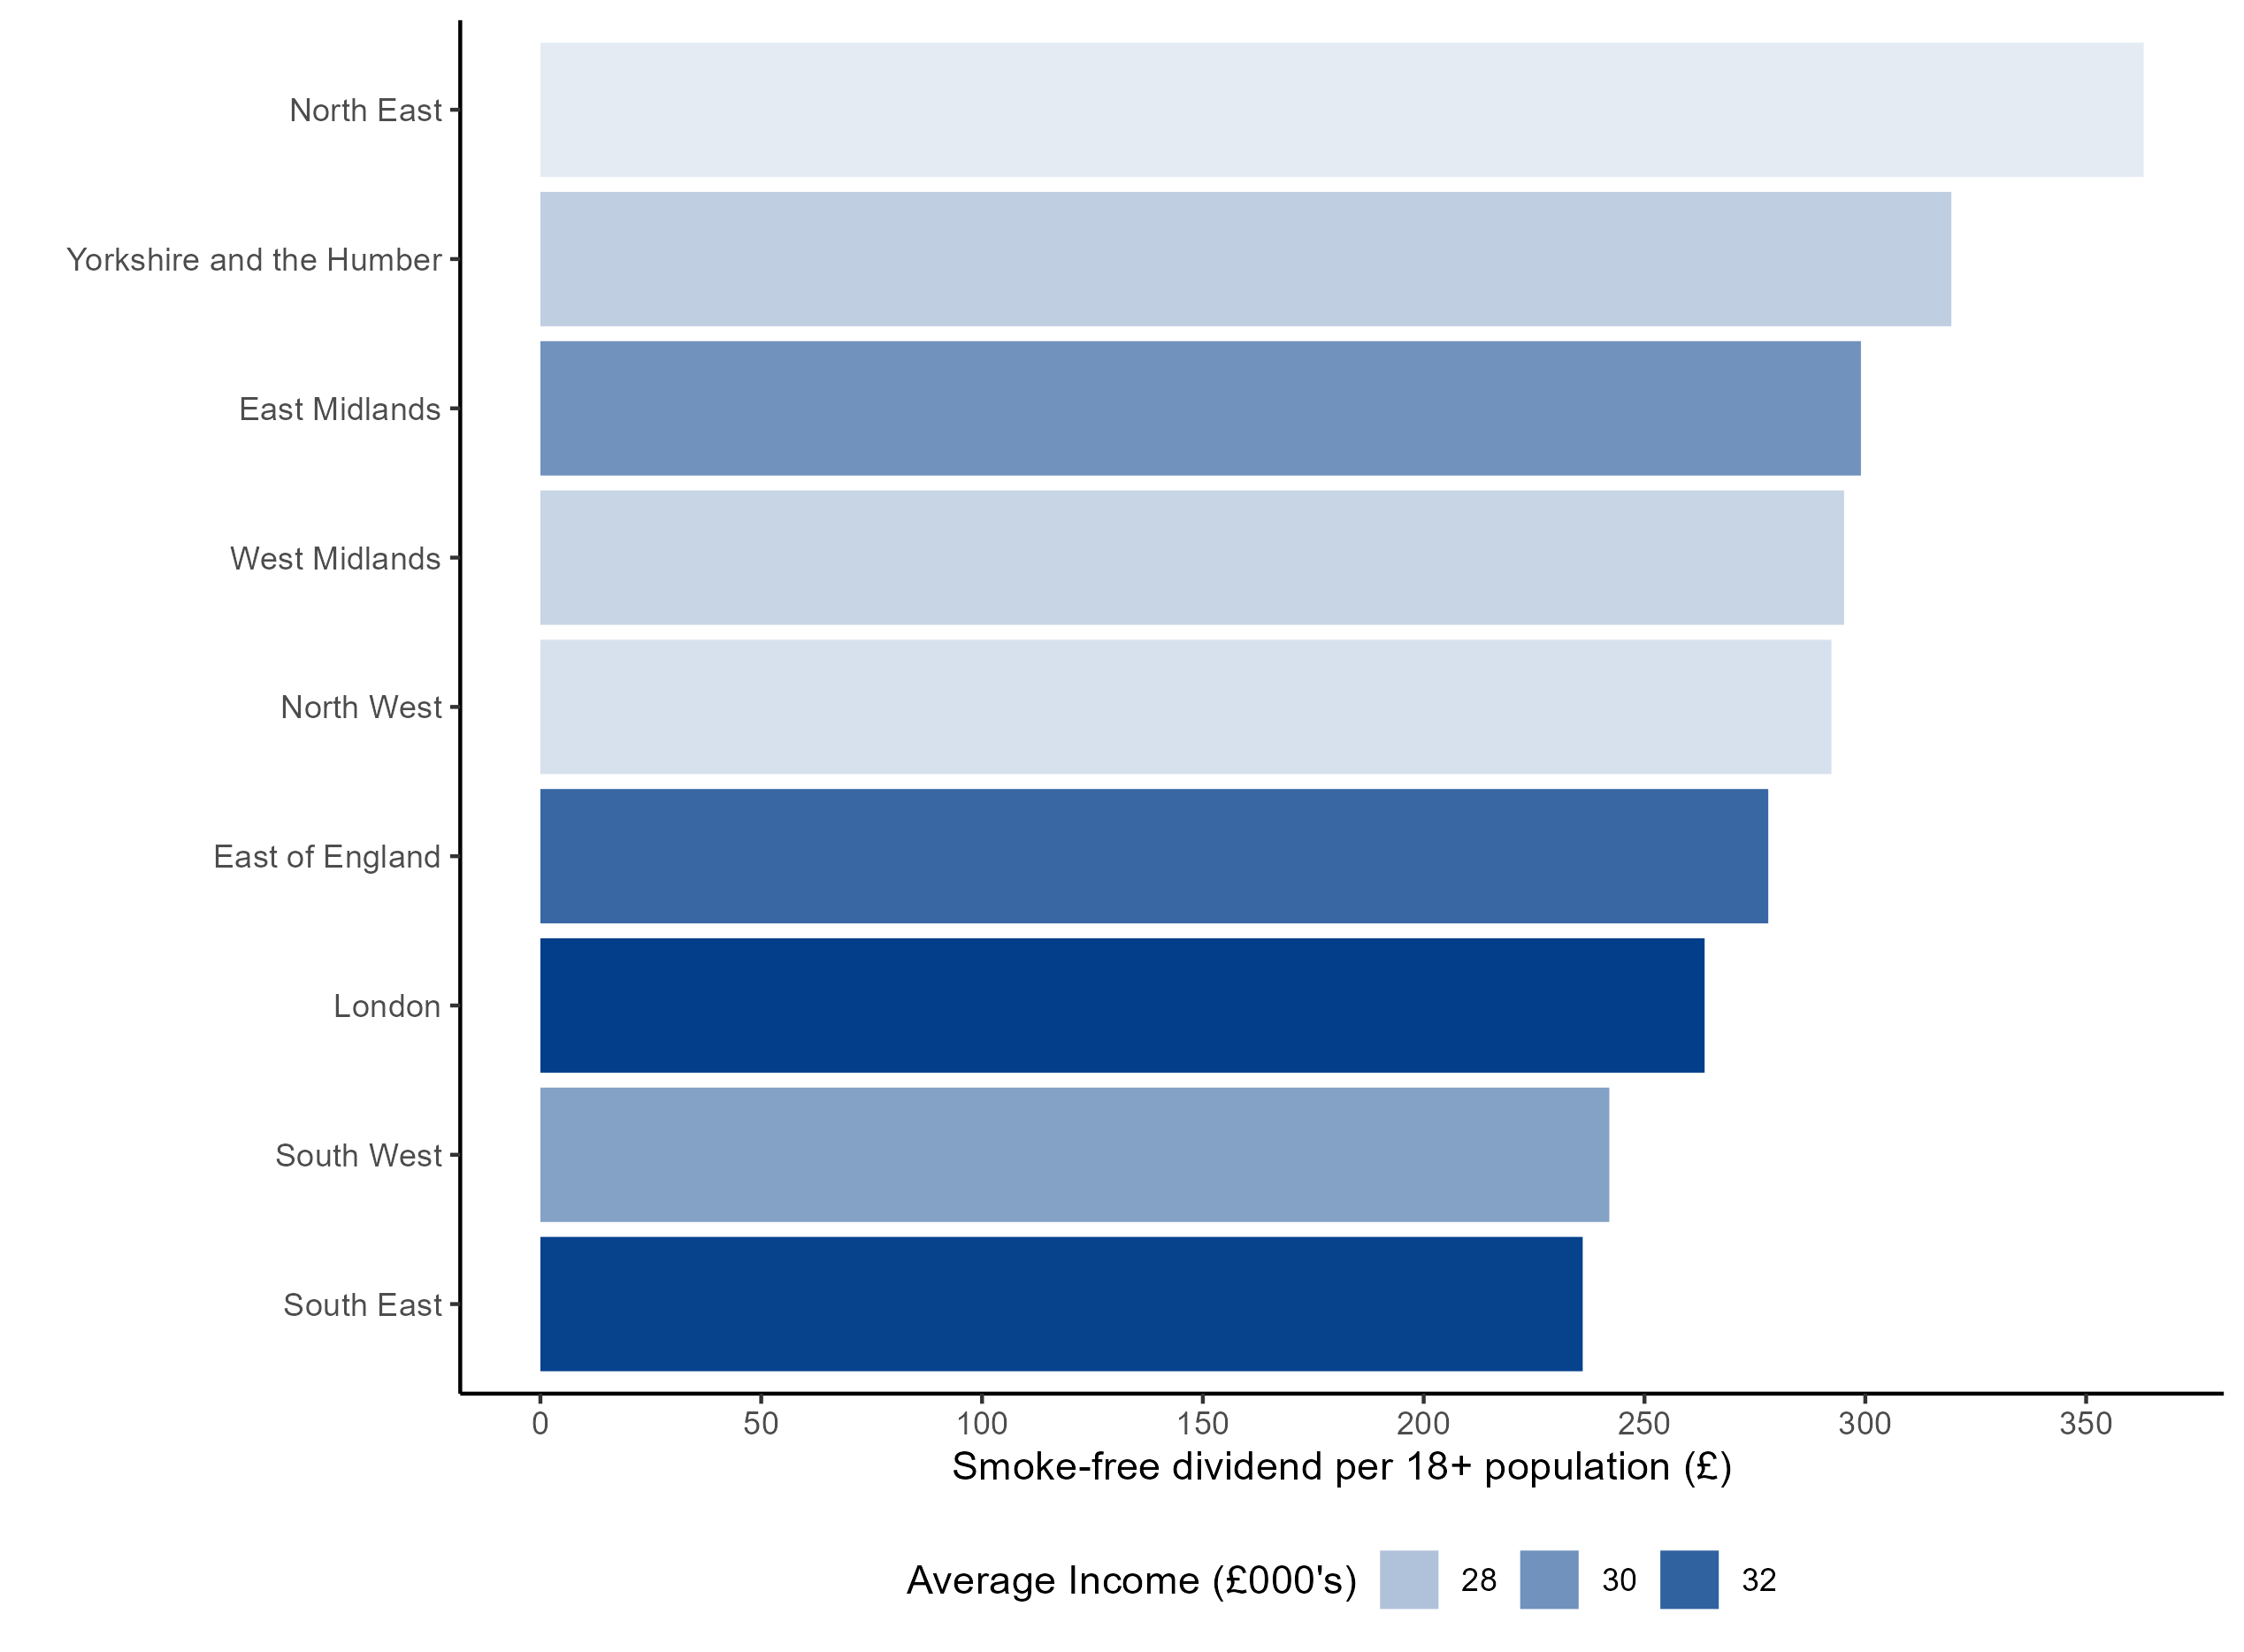 North East
Yorkshire and the Humber
East Midlands
West Midlands
North West
East of England
London
South West
South East
0 50 100 150 200 250 300 350
Smoke-free dividend per 18+ population (£)
Average Income (£000's) 28 30 32